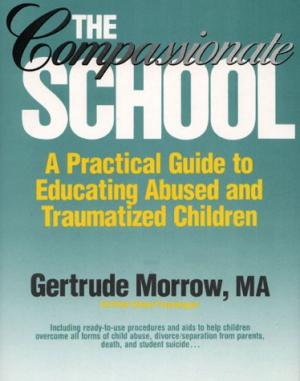 THE
Compassionate
SCHOOL
A Practical Guide to
Educating Abused and
Traumatized Children
Gertrude Morrow, MA
Including ready-to-use procedures and aids to help children
overcome all forms of child abuse, divorce/separation from parents,
death, and student suicide...